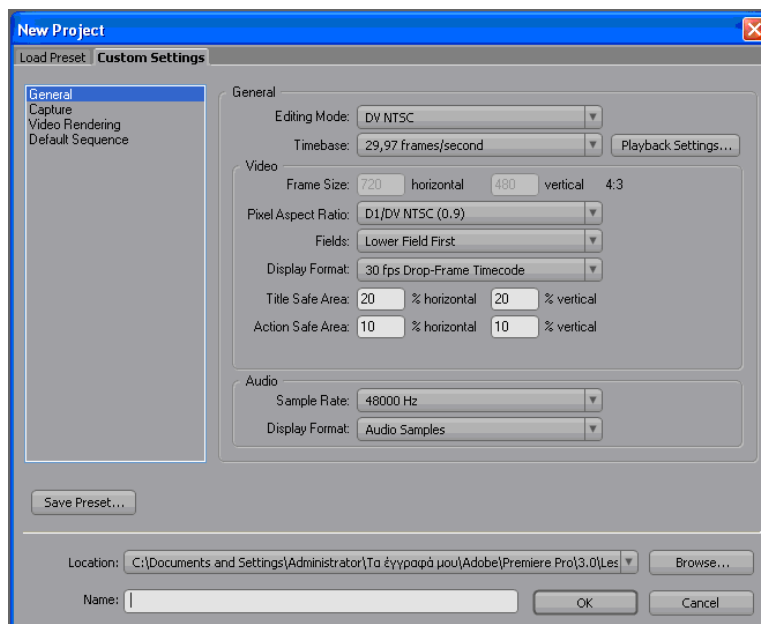 New Project
Load Preset Custom Settings
General
Capture
Video Rendering
Default Sequence
General
Editing Mode: DV NTSC
Timebase: 29,97 frames/second Playback Settings...
Video
Frame Size: 720 horizontal 480 vertical 4:3
Pixel Aspect Ratio: D1/DV NTSC (0.9)
Fields: Lower Field First
Display Format: 30 fps Drop-Frame Timecode
Title Safe Area: 20 % horizontal 20 % vertical
Action Safe Area: 10 % horizontal 10 % vertical
Audio
Sample Rate: 48000 Hz
Display Format: Audio Samples
Save Preset...
Location: C:\Documents and Settings\Administrator\Τα έγγραφά μου\Adobe\Premiere Pro\3.0\Les Browse...
Name: OK Cancel